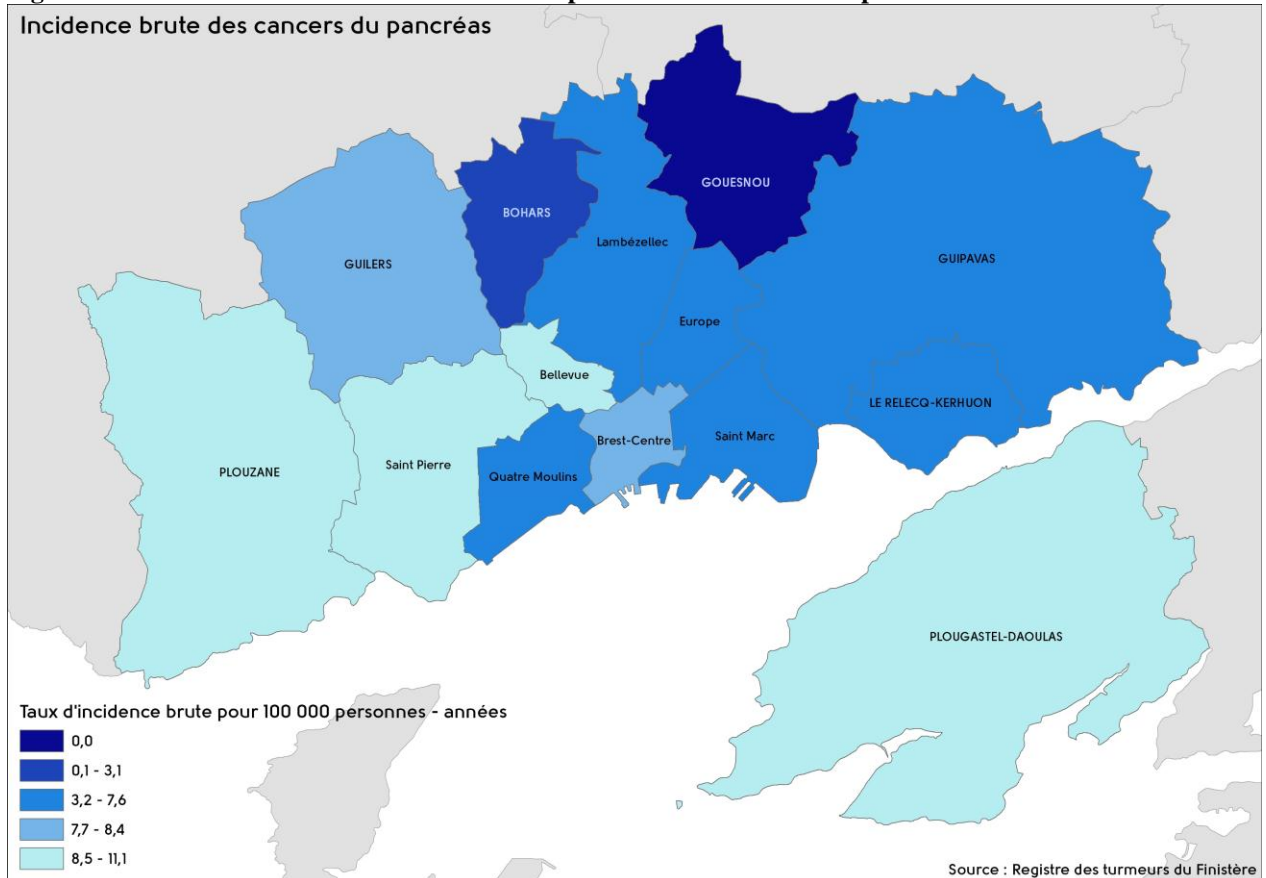 Incidence brute des cancers du pancréas
GOUESNOU
BOHARS
Lambézellec
GUIPAVAS
GUILERS
Europe
Bellevue
LE RELECQ-KERHUON
Brest-Centre
Saint Marc
PLOUZANE
Saint Pierre
Quatre Moulins
PLOUGASTEL-DAOULAS
Taux d'incidence brute pour 100 000 personnes - années
0,0
0,1 - 3,1
3,2 - 7,6
7,7 - 8,4
8,5 - 11,1
Source : Registre des turmeurs du Finistère